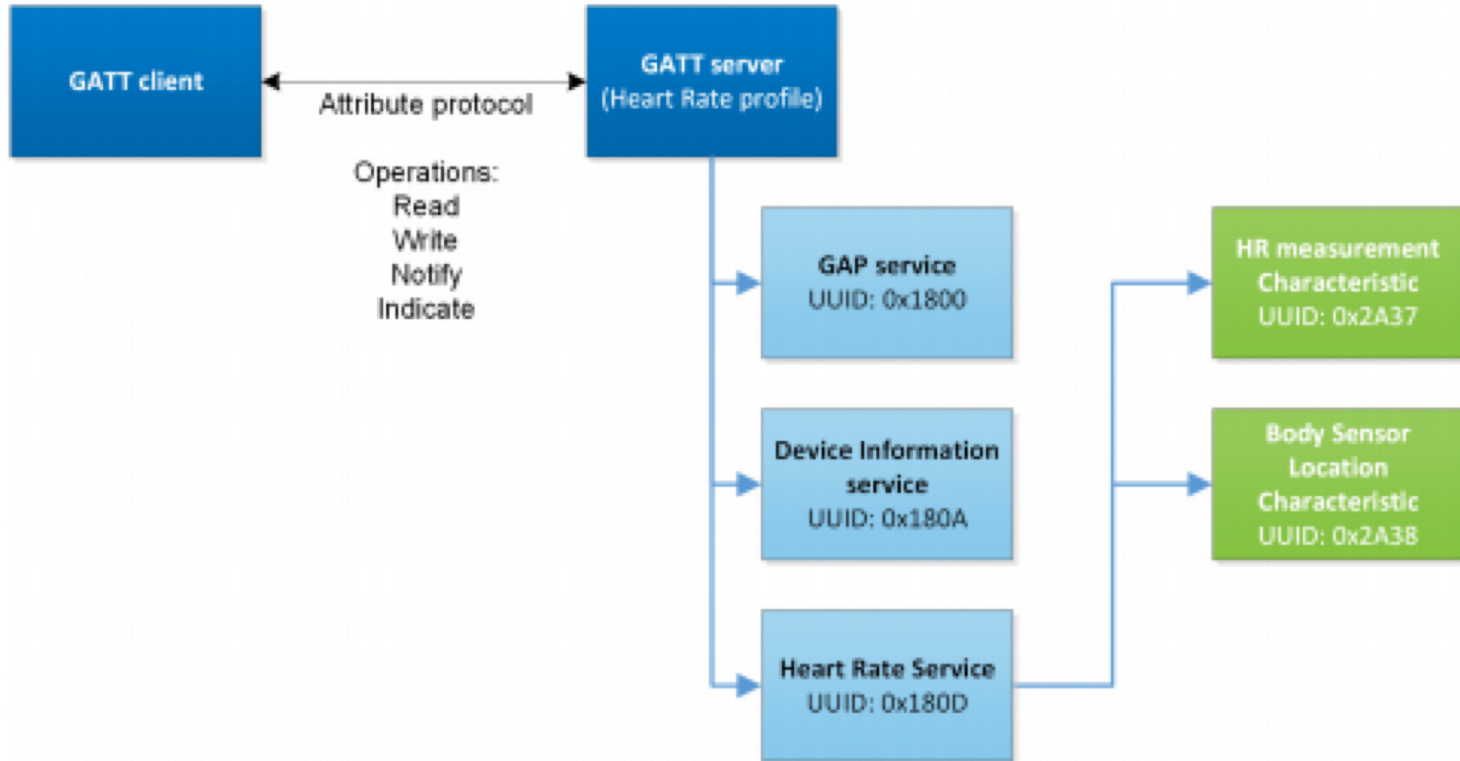 GATT client
Attribute protocol
Operations:
Read
Write
Notify
Indicate
GATT server
(Heart Rate profile)
GAP service
UUID: 0x1800
Device Information
service
UUID: 0x180A
Heart Rate Service
UUID: 0x180D
HR measurement
Characteristic
UUID: 0x2A37
Body Sensor
Location
Characteristic
UUID: 0x2A38